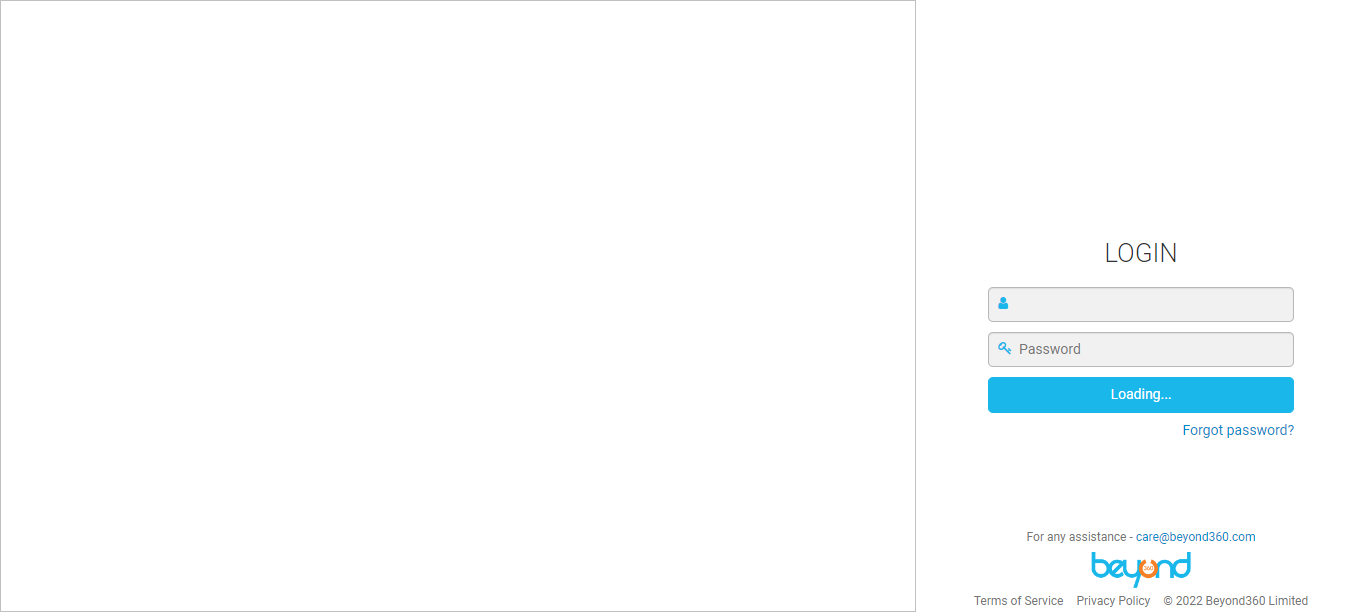 LOGIN
Password
Loading...
Forgot password?
For any assistance - care@beyond360.com
beyond
360
Terms of Service Privacy Policy © 2022 Beyond360 Limited